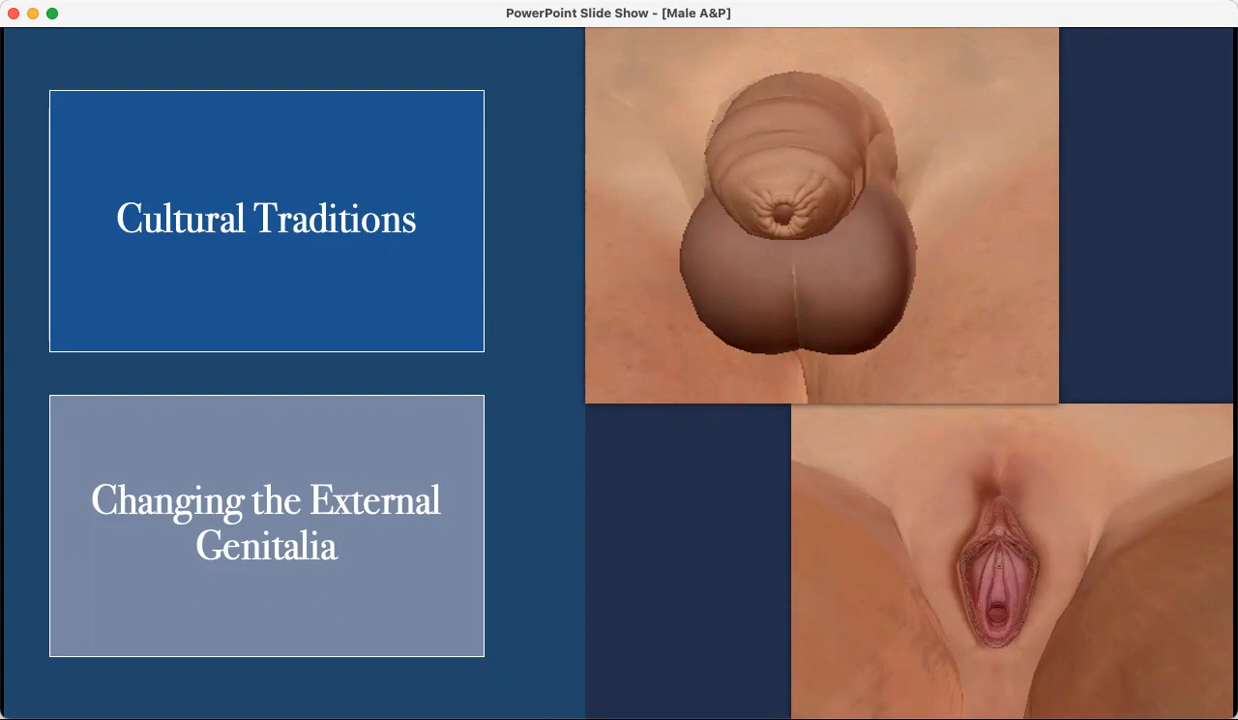 PowerPoint Slide Show - [Male A&P]
Cultural Traditions
Changing the External
Genitalia